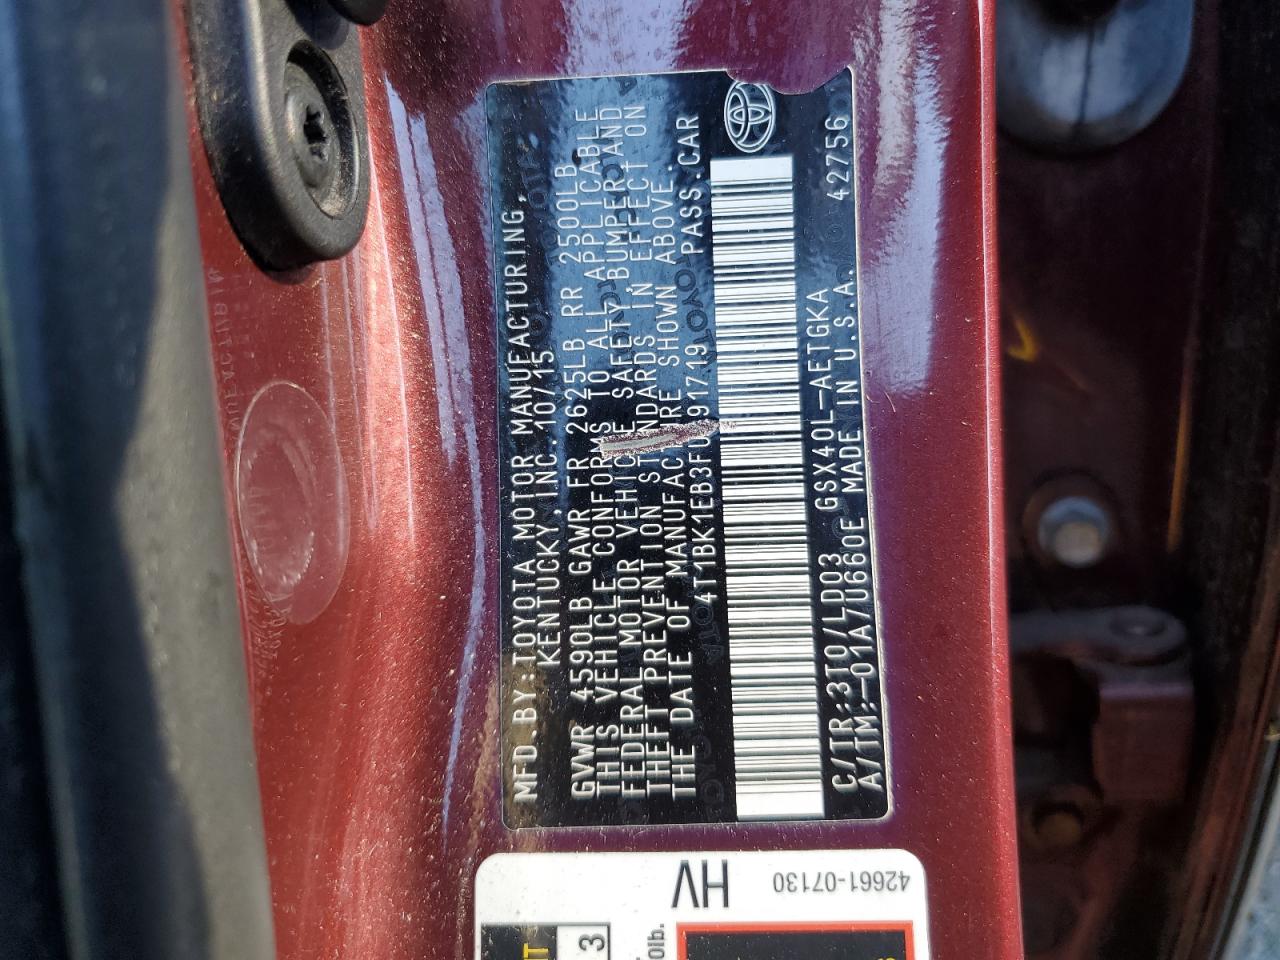 MFD.BY:TOYOTA MOTOR MANUFACTURING,
KENTUCKY,INC. 10/15
GVWR 4590LB GAWR FR 2625LB RR 2500LB
THIS VEHICLE CONFORMS TO ALL APPLICABLE
FEDERAL MOTOR VEHICLE SAFETY, BUMPER, AND
THEFT PREVENTION STANDARDS IN EFFECT ON
THE DATE OF MANUFACTURE SHOWN ABOVE.
PASS.CAR
C/TR:3T0/LD03 GSX40L-AETGKA
A/TM:-01A/U660E MADE IN U.S.A. 42756
HV
42661-07130
3